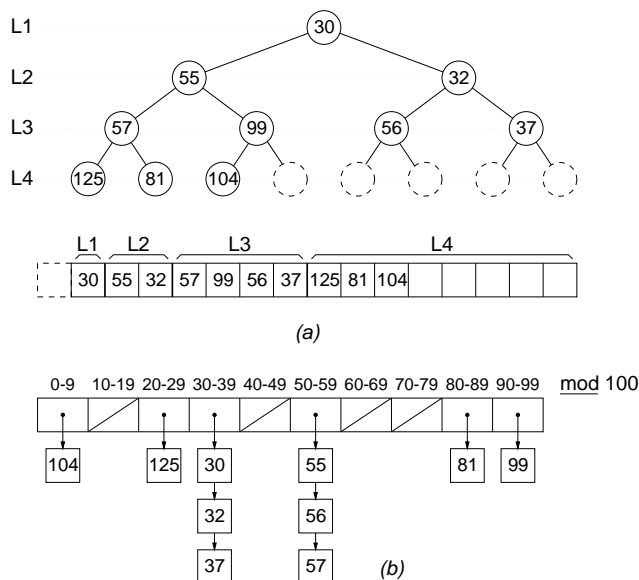 L1 30
L2 55 32
L3 57 99 56 37
L4 125 81 104
L1 L2 L3 L4
30 55 32 57 99 56 37 125 81 104
(a)
0-9 10-19 20-29 30-39 40-49 50-59 60-69 70-79 80-89 90-99 mod 100
104 125 30 55 81 99
32 56
37 57
(b)